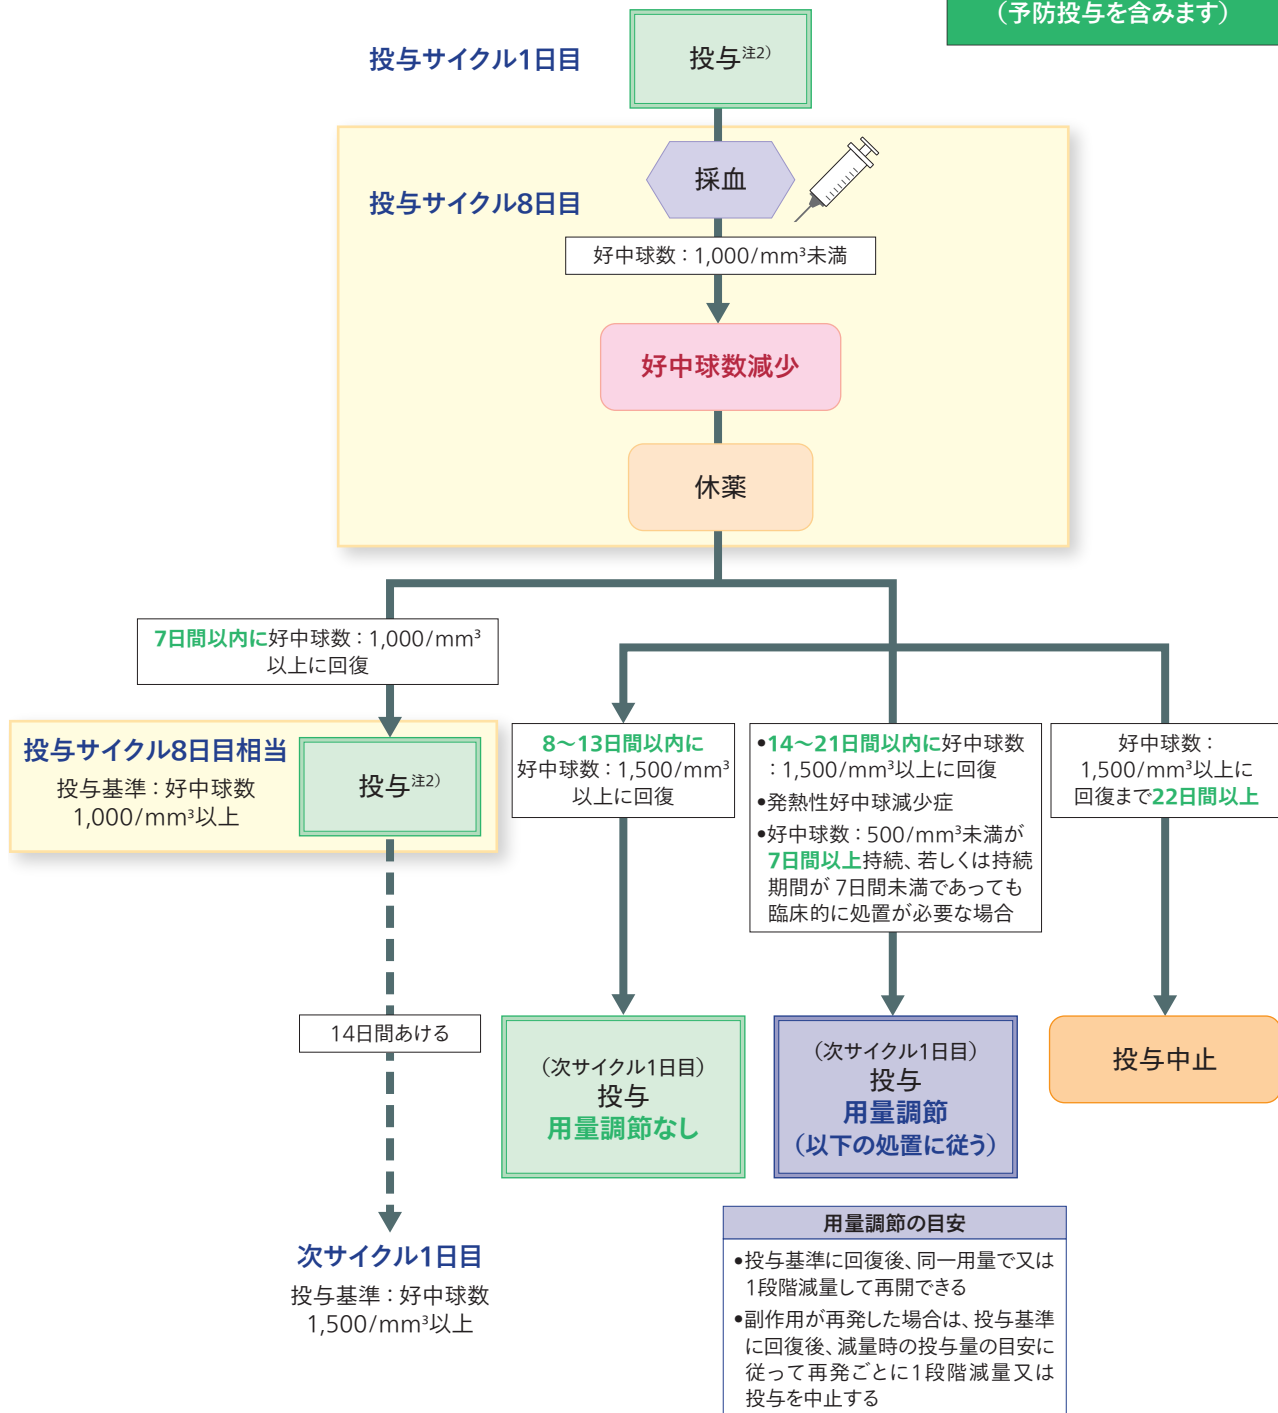 （予防投与を含みます）
投与サイクル1日目
投与注2）
採血
投与サイクル8日目
好中球数：1,000/mm³未満
好中球数減少
休薬
7日間以内に好中球数：1,000/mm³
以上に回復
投与サイクル8日目相当
投与基準：好中球数
1,000/mm³以上
投与注2）
8〜13日間以内に
好中球数：1,500/mm³
以上に回復
•14〜21日間以内に好中球数
：1,500/mm³以上に回復
•発熱性好中球減少症
•好中球数：500/mm³未満が
7日間以上持続、若しくは持続
期間が 7日間未満であっても
臨床的に処置が必要な場合
好中球数：
1,500/mm³以上に
回復まで22日間以上
14日間あける
（次サイクル1日目）
投与
用量調節なし
（次サイクル1日目）
投与
用量調節
（以下の処置に従う）
投与中止
次サイクル1日目
投与基準：好中球数
1,500/mm³以上
用量調節の目安
•投与基準に回復後、同一用量で又は
1段階減量して再開できる
•副作用が再発した場合は、投与基準
に回復後、減量時の投与量の目安に
従って再発ごとに1段階減量又は
投与を中止する